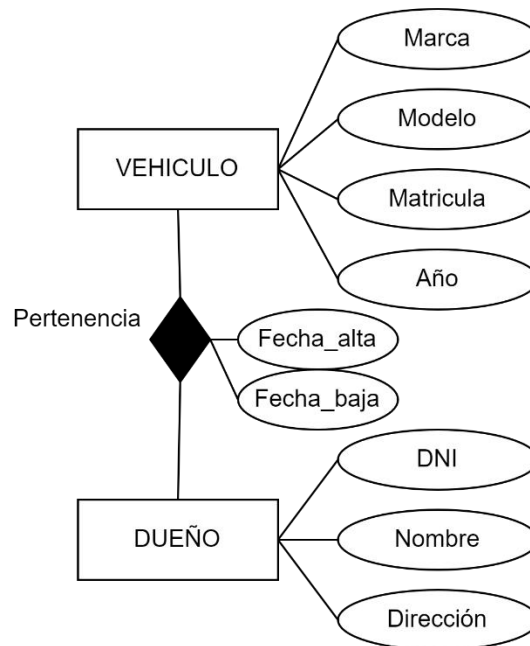 Marca
Modelo
VEHICULO
Matricula
Año
Pertenencia
Fecha_alta
Fecha_baja
DNI
DUEÑO
Nombre
Dirección